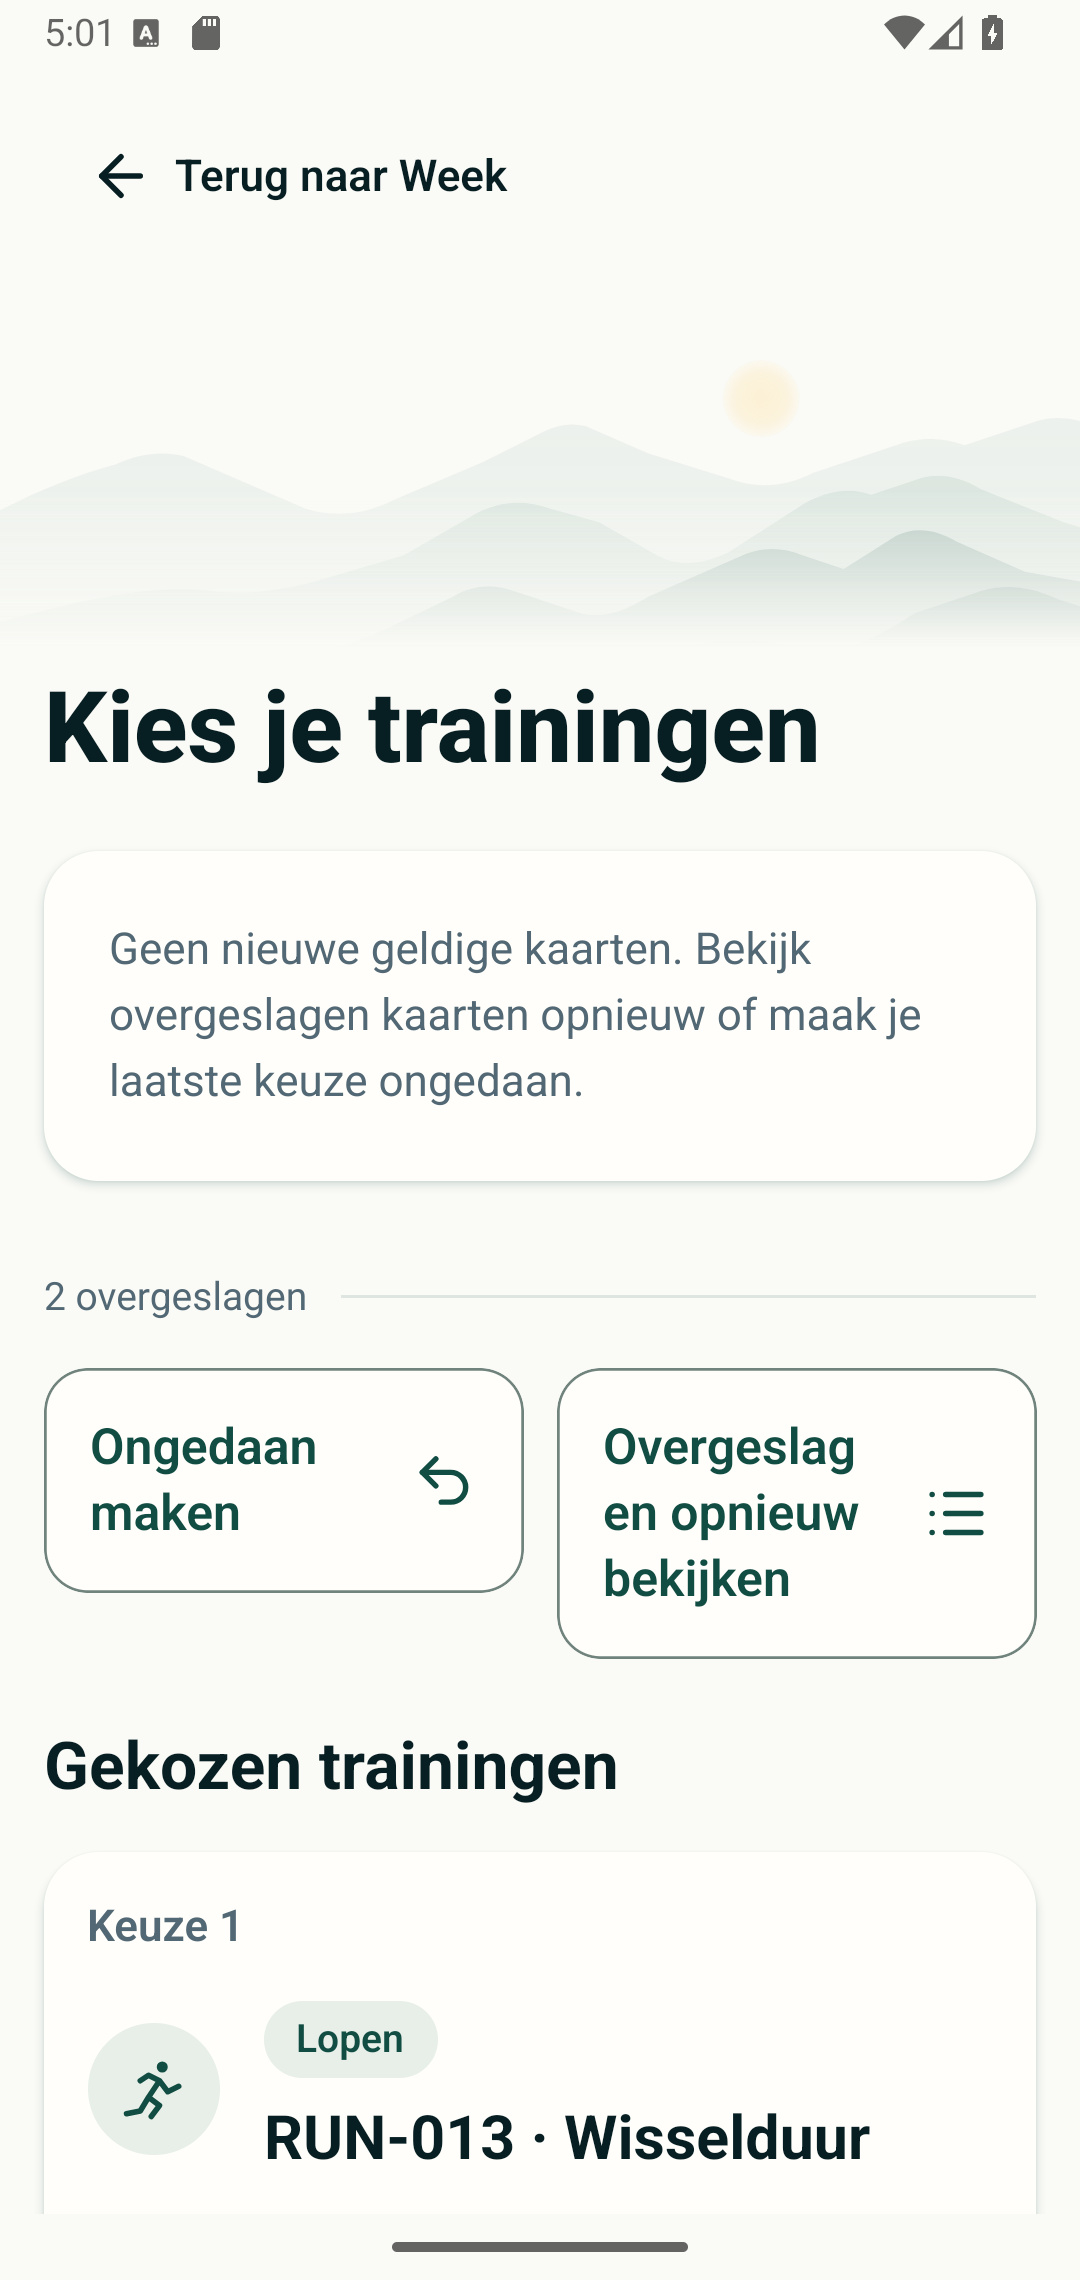 5:01
Terug naar Week
Kies je trainingen
Geen nieuwe geldige kaarten. Bekijk
overgeslagen kaarten opnieuw of maak je
laatste keuze ongedaan.
2 overgeslagen
Ongedaan
maken
Overgeslag
en opnieuw
bekijken
Gekozen trainingen
Keuze 1
Lopen
RUN-013 · Wisselduur